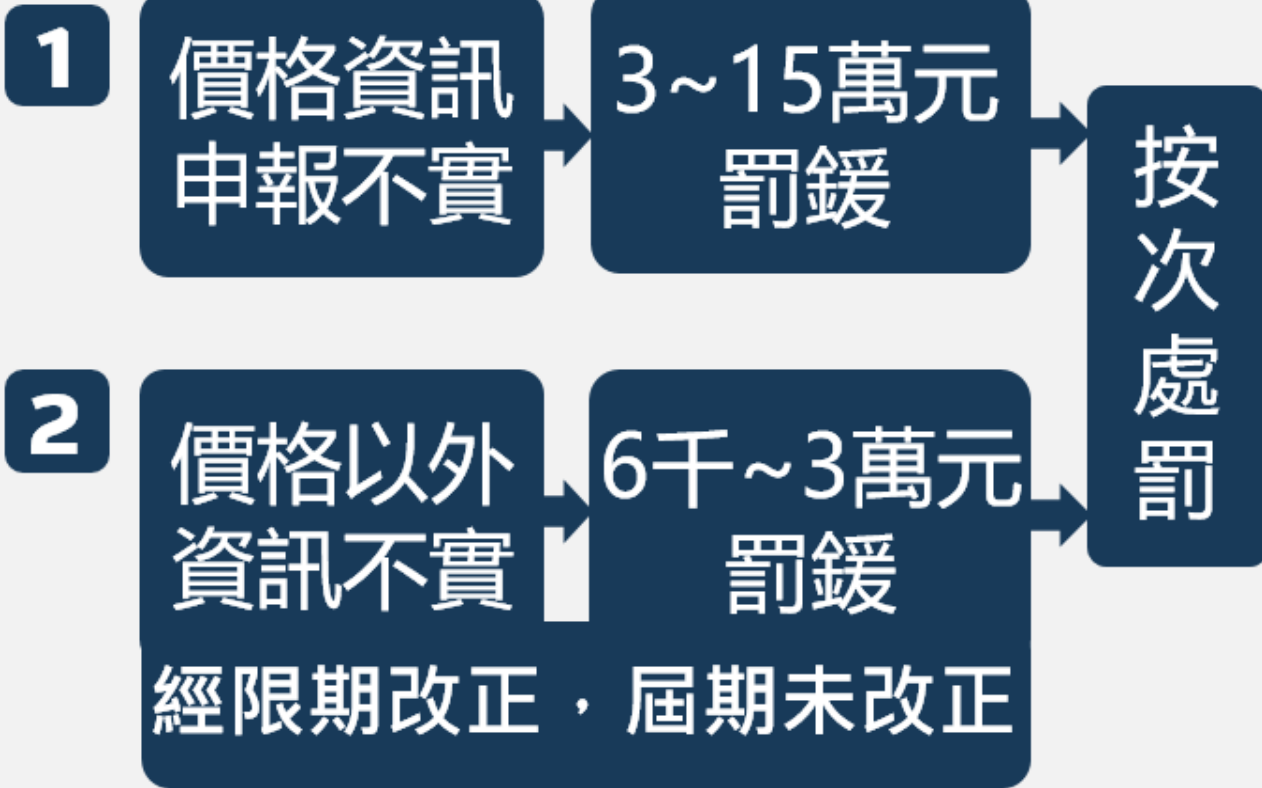 1
價格資訊
申報不實
3~15萬元
罰鍰
2
價格以外
資訊不實
6千~3萬元
罰鍰
經限期改正，屆期未改正
按次處罰